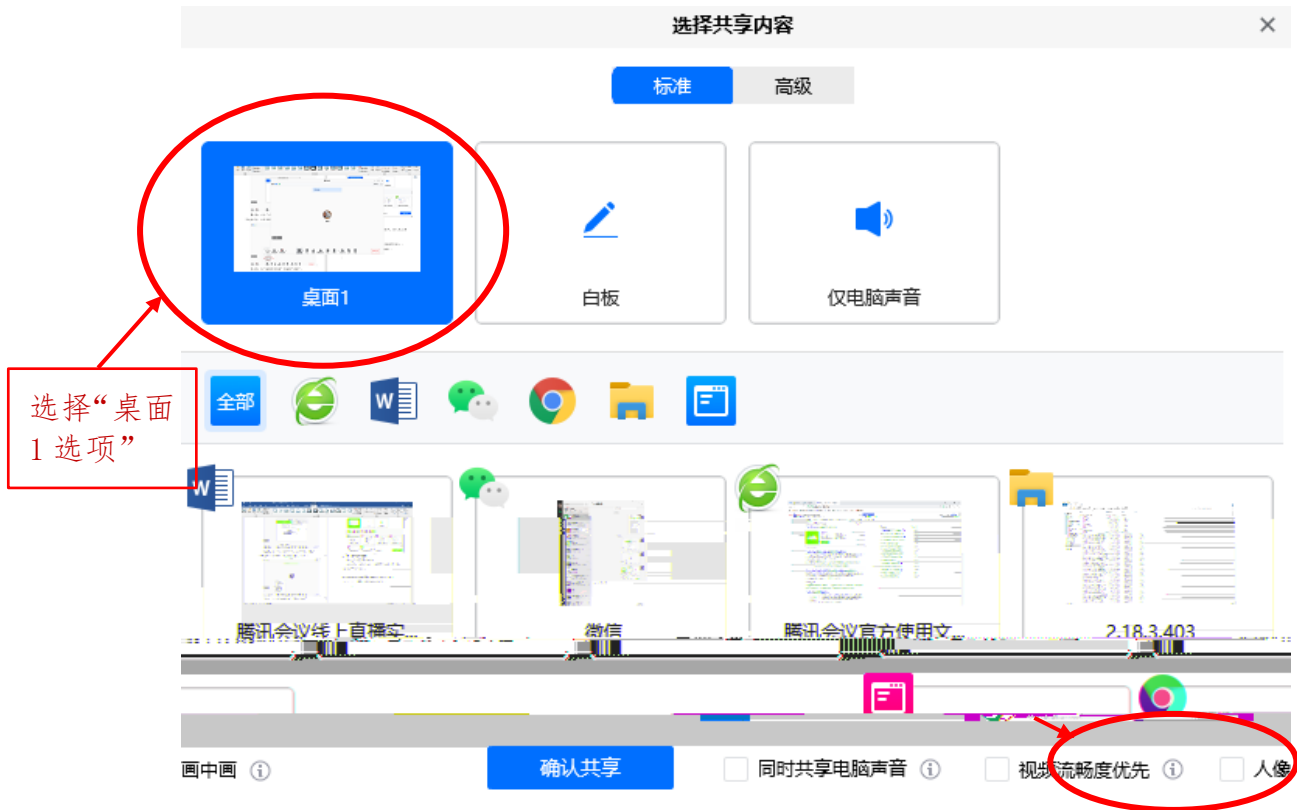 选择共享内容
标准
高级
桌面1
白板
仅电脑声音
选择“桌面
1选项”
全部
腾讯会议线上直播实...
微信
腾讯会议官方使用文...
2.18.3.403
画中画
确认共享
同时共享电脑声音
视频流畅度优先
人像